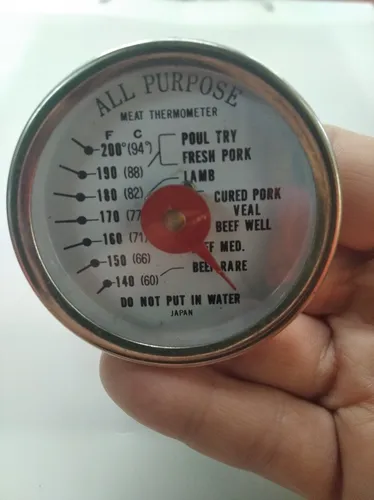 ALL PURPOSE
MEAT THERMOMETER
F C
200° (94°) POUL TRY
190 (88) FRESH PORK
180 (82) LAMB
CURED PORK
170 VEAL
BEEF WELL
160 (71) MED.
150 (66) BEEF RARE
140 (60)
DO NOT PUT IN WATER
JAPAN